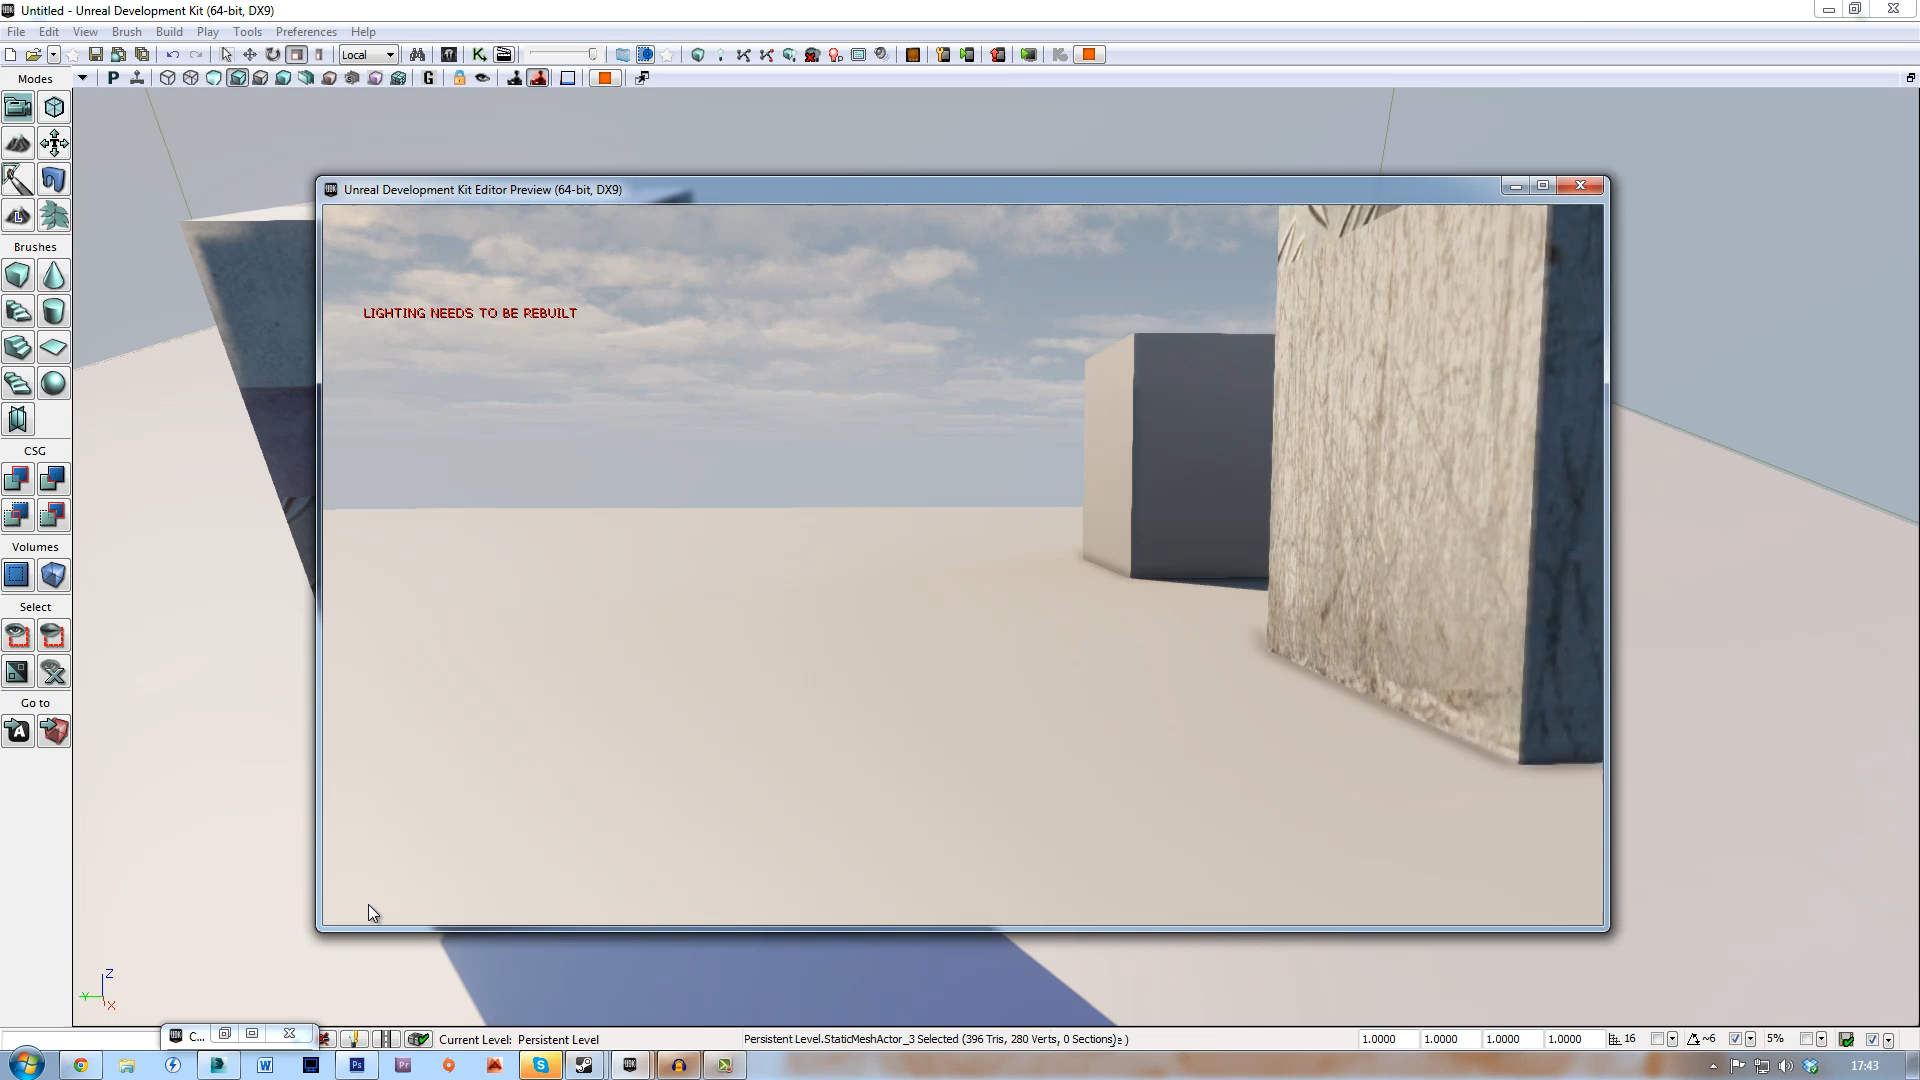 Untitled - Unreal Development Kit (64-bit, DX9)
File Edit View Brush Build Play Tools Preferences Help
Local
Modes
P
G
Unreal Development Kit Editor Preview (64-bit, DX9)
LIGHTING NEEDS TO BE REBUILT
Brushes
CSG
Volumes
Select
Go to
Z
Y
X
C...
Current Level: Persistent Level
Persistent Level.StaticMeshActor_3 Selected (396 Tris, 280 Verts, 0 Sections)
1.0000 1.0000 1.0000 1.0000
16
~6
5%
17:43